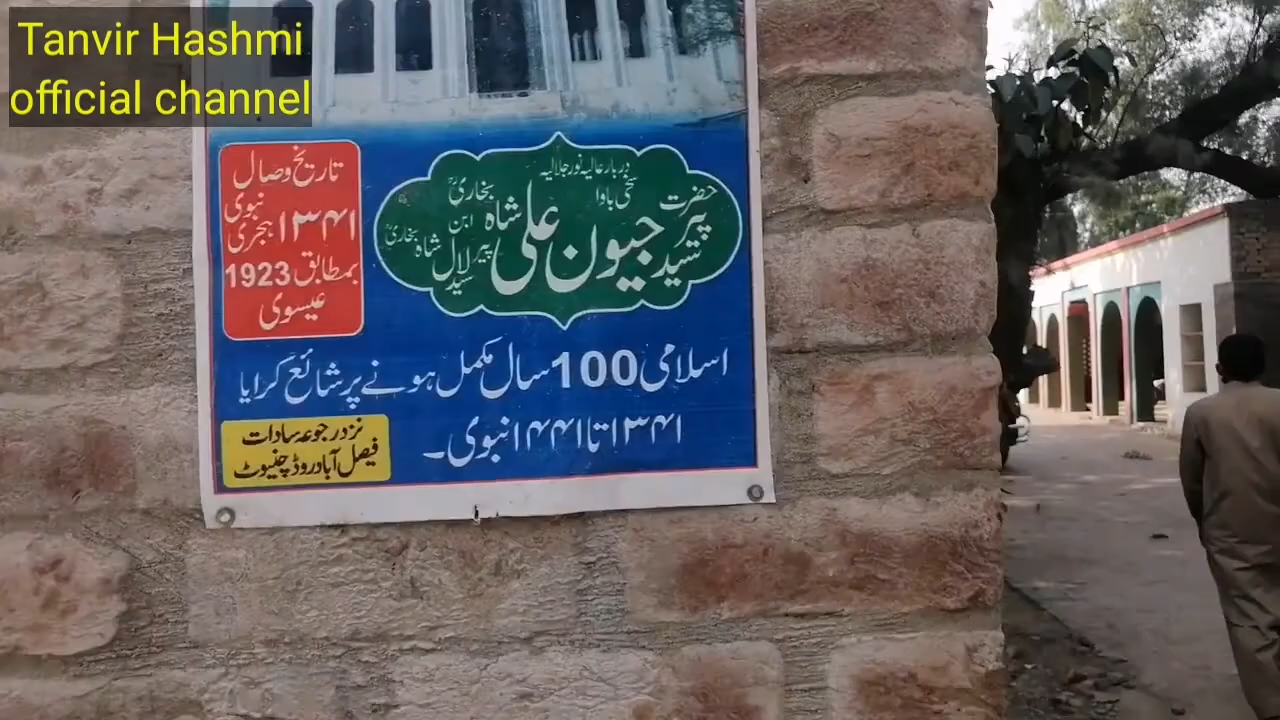 Tanvir Hashmi
official channel
دربار عالیہ نور جلالیہ
سخی باوا
حضرت پیر سید جیون علی شاہ بخاریؒ
ابن پیر سید لال شاہ بخاریؒ
تاریخ وصال
نبوی
۱۳۴۱ ہجری
بمطابق 1923
عیسوی
اسلامی 100 سال مکمل ہونے پر شائع کرایا
۱۳۴۱ تا ۱۴۴۱ نبوی۔
نزد رجوعہ سادات
فیصل آباد روڈ چنیوٹ